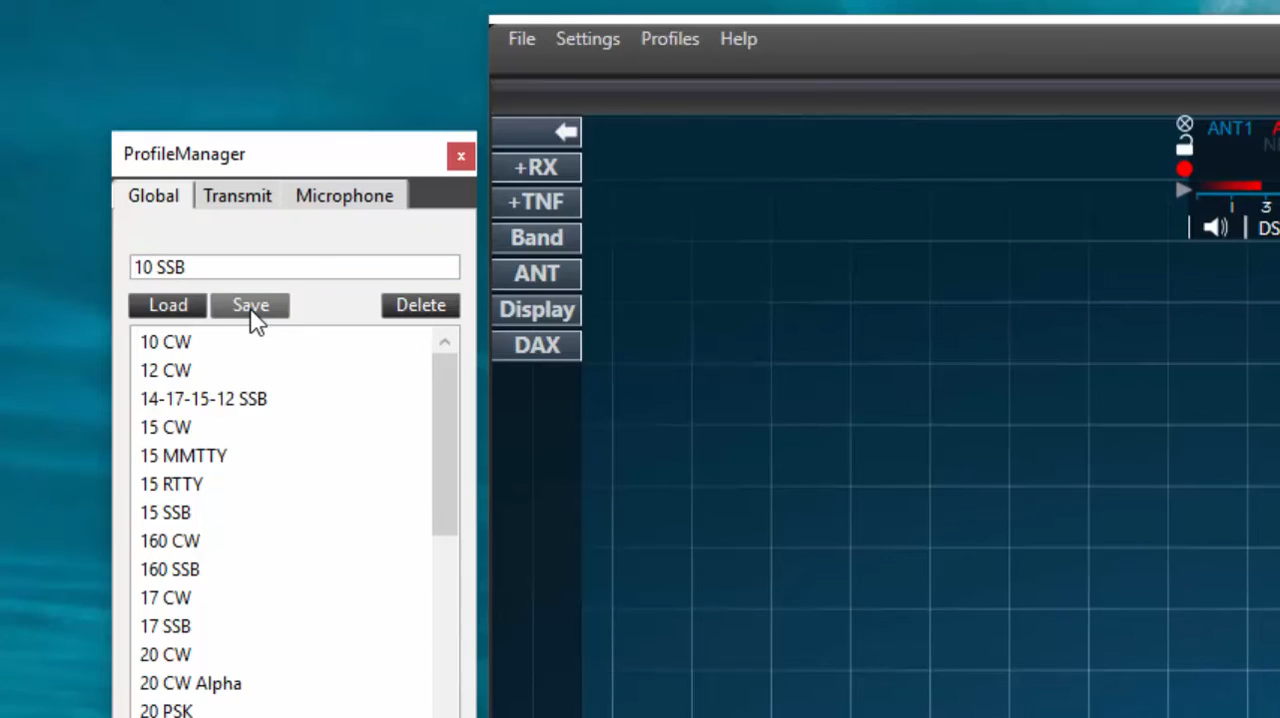 File Settings Profiles Help
ProfileManager
x
Global Transmit Microphone
10 SSB
Load Save Delete
10 CW
12 CW
14-17-15-12 SSB
15 CW
15 MMTTY
15 RTTY
15 SSB
160 CW
160 SSB
17 CW
17 SSB
20 CW
20 CW Alpha
20 PSK
+RX
+TNF
Band
ANT
Display
DAX
ANT1
3
DS